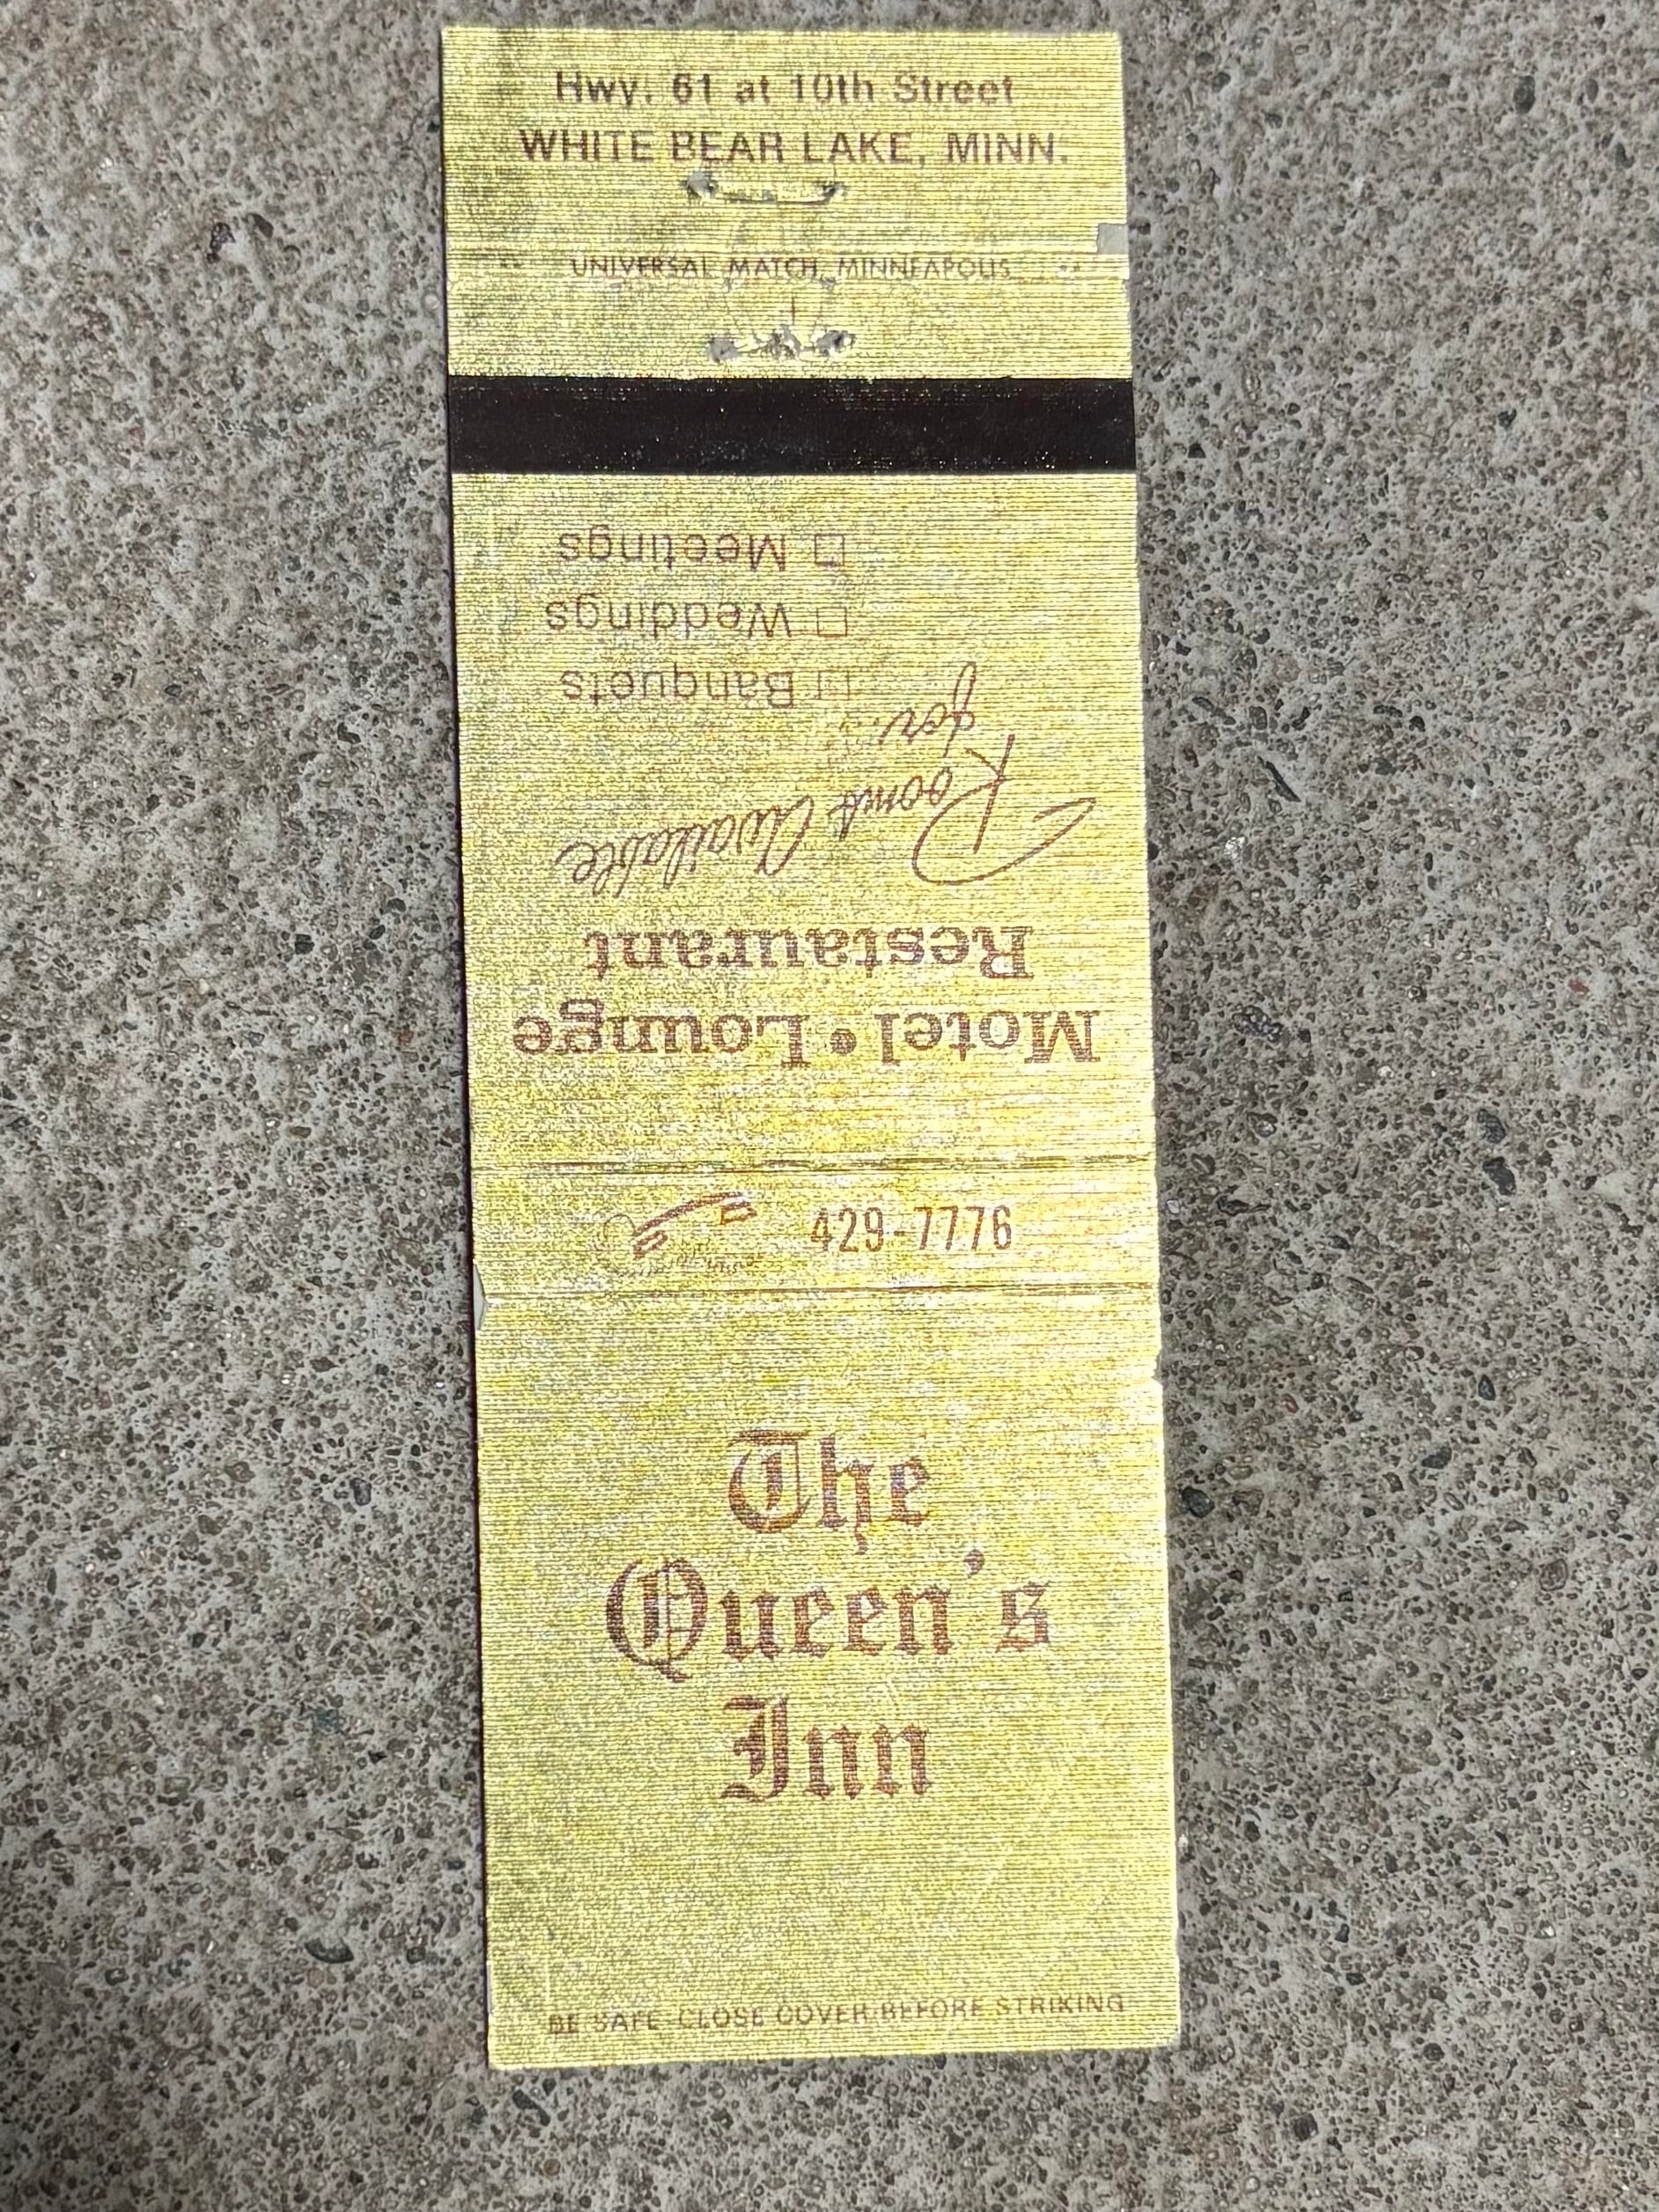 Hwy. 61 at 10th Street
WHITE BEAR LAKE, MINN.
UNIVERSAL MATCH, MINNEAPOLIS
Motel • Lounge
Restaurant
Rooms Available
for...
Banquets
Weddings
Meetings
429-7776
The
Queen's
Inn
BE SAFE-CLOSE COVER BEFORE STRIKING